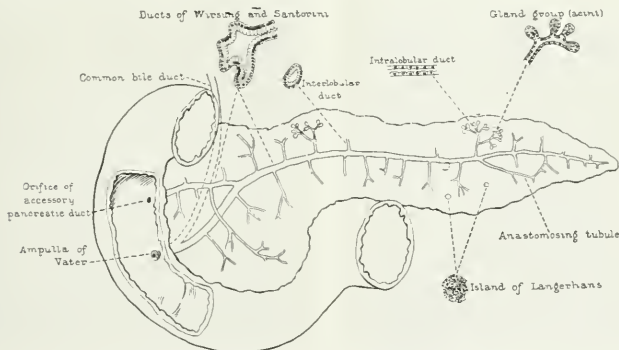 Ducts of Wirsung and Santorini
Gland group (acini)
Common bile duct
Interlobular
duct
Intralobular duct
Orifice of
accessory
pancreatic duct
Ampulla of
Vater
Anastomosing tubule
Island of Langerhans